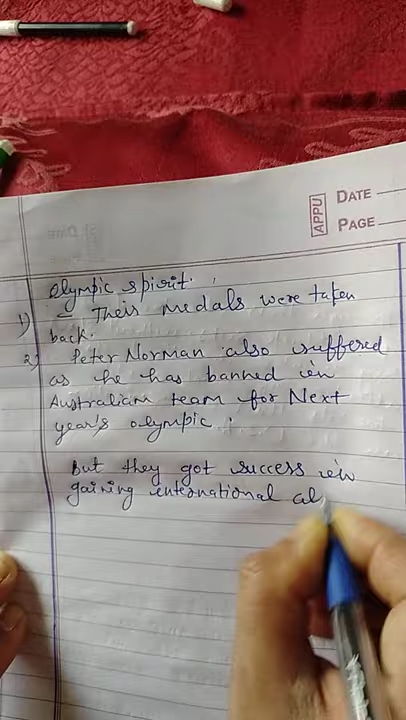 APPU
DATE
PAGE
Olympic spirit.
1) Their medals were taken
back.
2) Peter Norman also suffered
as he has banned in
Australian team for Next
year's olympic.
But they got success in
gaining international al